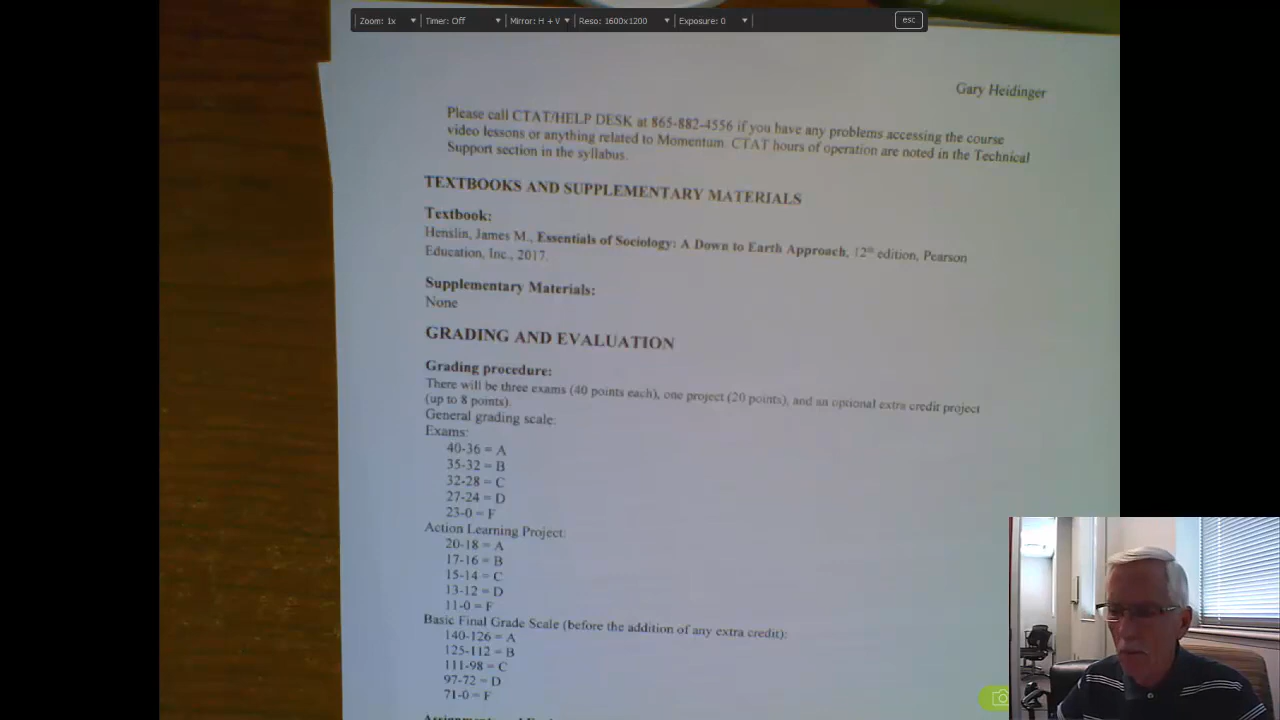 Zoom: 1x Timer: Off Mirror: H + V Reso: 1600x1200 Exposure: 0 esc
Gary Heidinger
Please call CTAT/HELP DESK at 865-882-4556 if you have any problems accessing the course
video lessons or anything related to Momentum. CTAT hours of operation are noted in the Technical
Support section in the syllabus.
TEXTBOOKS AND SUPPLEMENTARY MATERIALS
Textbook:
Henslin, James M., Essentials of Sociology: A Down to Earth Approach, 12th edition, Pearson
Education, Inc., 2017.
Supplementary Materials:
None
GRADING AND EVALUATION
Grading procedure:
There will be three exams (40 points each), one project (20 points), and an optional extra credit project
(up to 8 points).
General grading scale:
Exams:
40-36 = A
35-32 = B
32-28 = C
27-24 = D
23-0 = F
Action Learning Project:
20-18 = A
17-16 = B
15-14 = C
13-12 = D
11-0 = F
Basic Final Grade Scale (before the addition of any extra credit):
140-126 = A
125-112 = B
111-98 = C
97-72 = D
71-0 = F